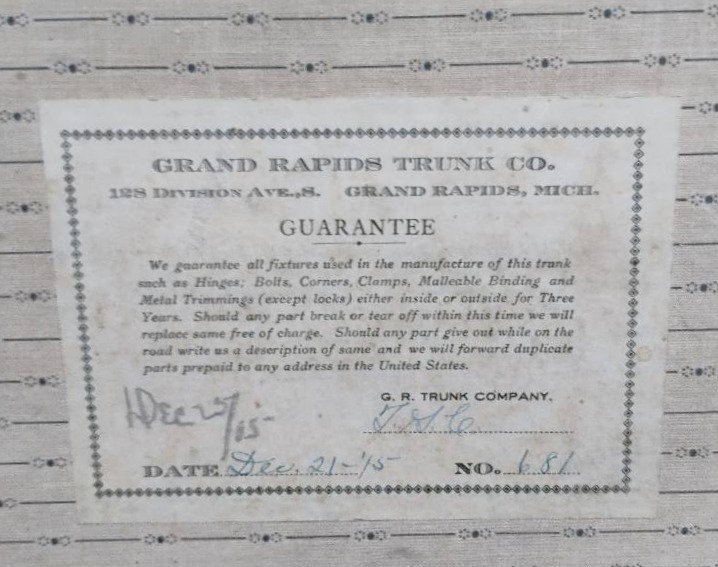 GRAND RAPIDS TRUNK CO.
128 DIVISION AVE.,S. GRAND RAPIDS, MICH.
GUARANTEE
We guarantee all fixtures used in the manufacture of this trunk
such as Hinges; Bolts, Corners, Clamps, Malleable Binding and
Metal Trimmings (except locks) either inside or outside for Three
Years. Should any part break or tear off within this time we will
replace same free of charge. Should any part give out while on the
road write us a description of same and we will forward duplicate
parts prepaid to any address in the United States.
G. R. TRUNK COMPANY.
Dec 25/15
DATE Dec. 21-'15 NO. 681